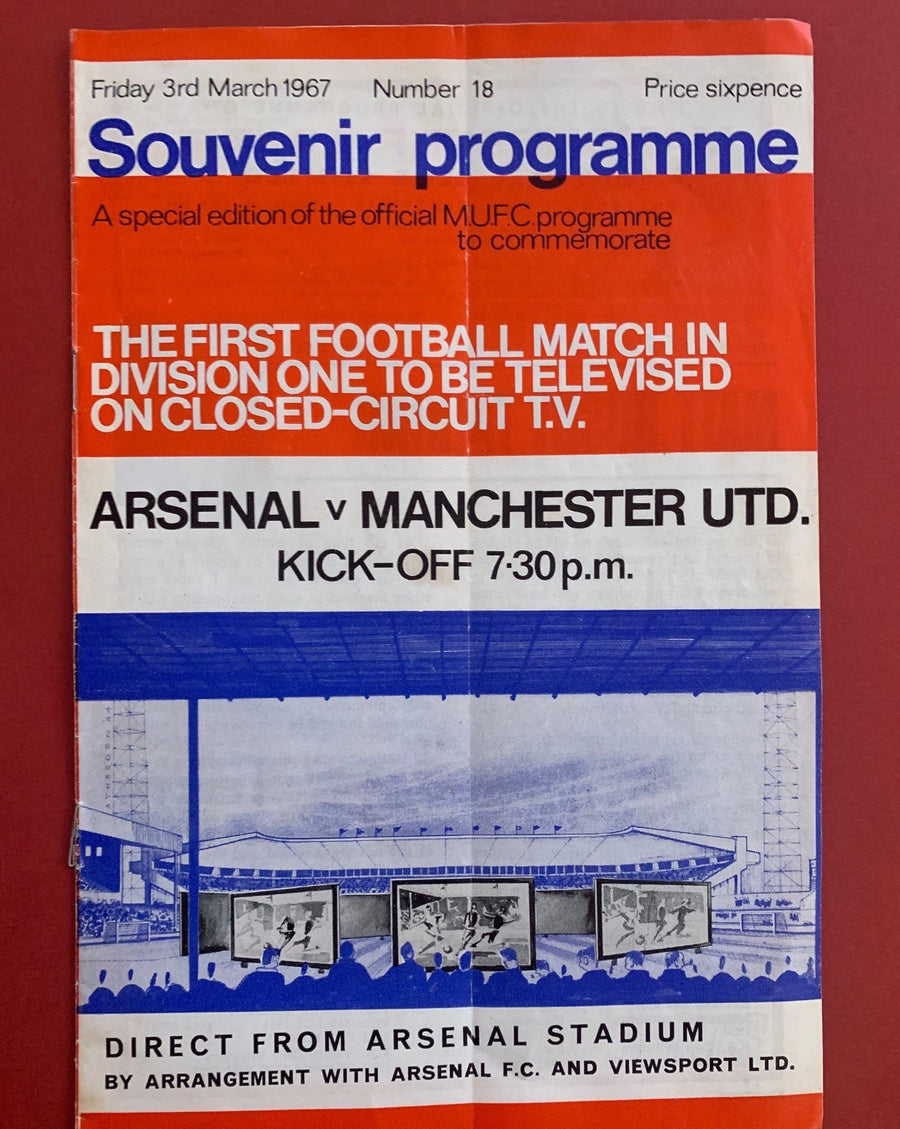 Friday 3rd March 1967 Number 18 Price sixpence
Souvenir programme
A special edition of the official M.U.F.C. programme
to commemorate
THE FIRST FOOTBALL MATCH IN
DIVISION ONE TO BE TELEVISED
ON CLOSED-CIRCUIT T.V.
ARSENAL v MANCHESTER UTD.
KICK-OFF 7·30 p.m.
DIRECT FROM ARSENAL STADIUM
BY ARRANGEMENT WITH ARSENAL F.C. AND VIEWSPORT LTD.